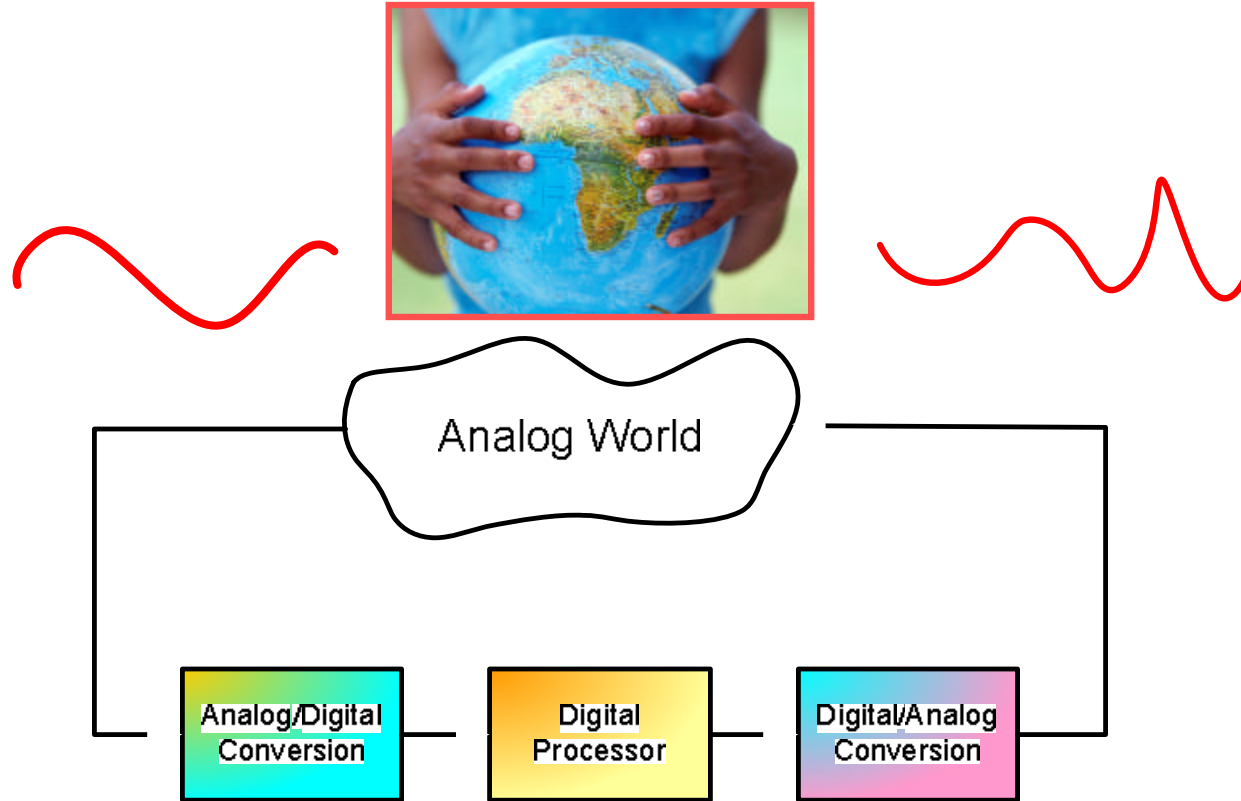 Analog World
Analog/Digital
Conversion
Digital
Processor
Digital/Analog
Conversion